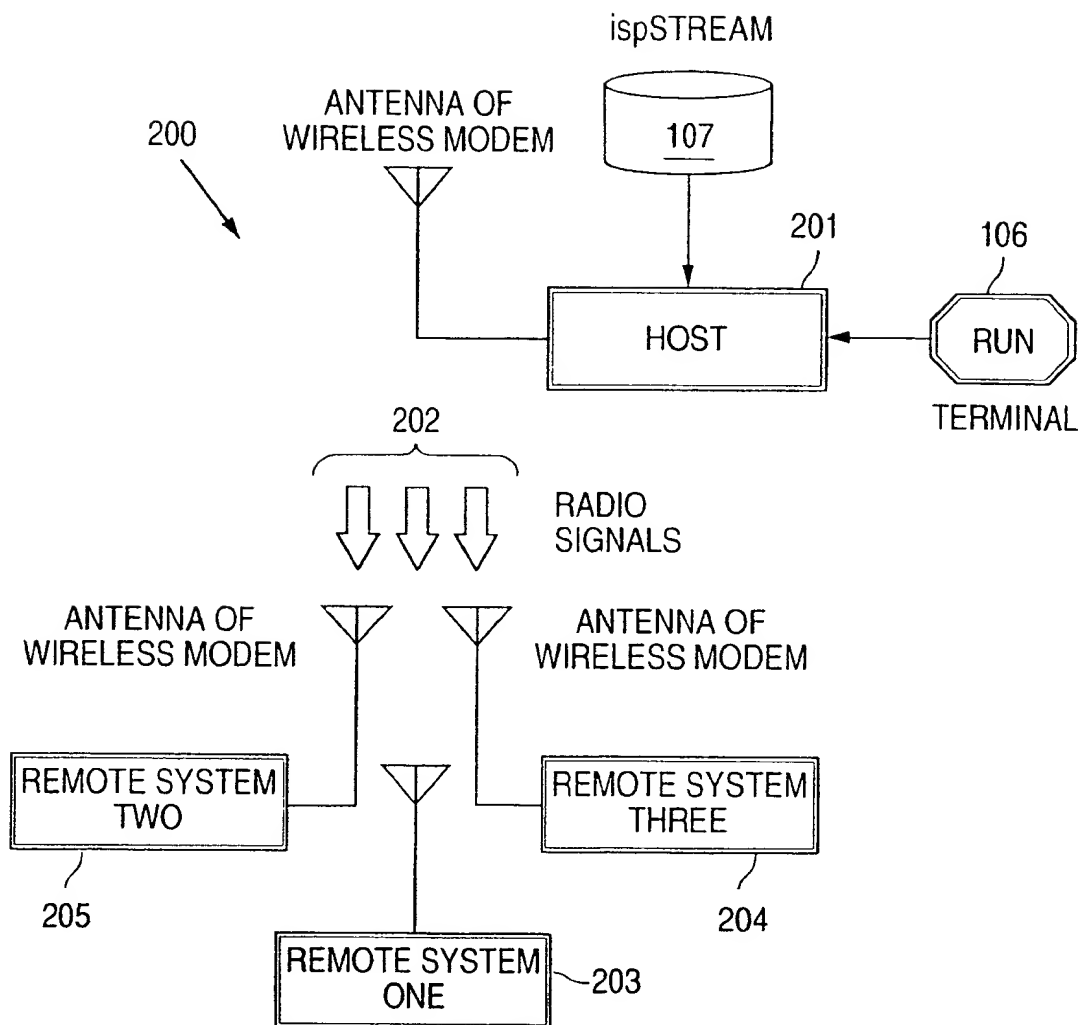 ispSTREAM
ANTENNA OF
WIRELESS MODEM
200
107
201
106
HOST
RUN
TERMINAL
202
RADIO
SIGNALS
ANTENNA OF
WIRELESS MODEM
ANTENNA OF
WIRELESS MODEM
REMOTE SYSTEM
TWO
REMOTE SYSTEM
THREE
205
204
REMOTE SYSTEM
ONE
203